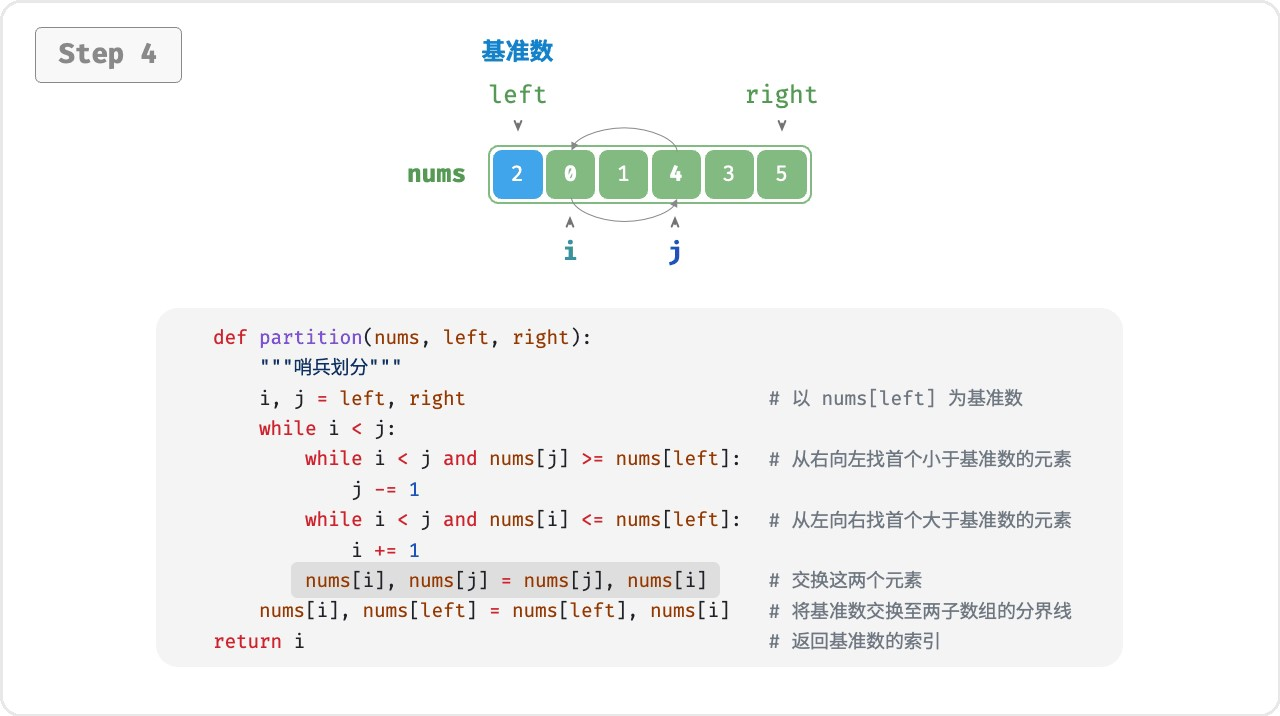 Step 4
基准数
left right
nums 2 0 1 4 3 5
i j
def partition(nums, left, right):
"""哨兵划分"""
i, j = left, right # 以 nums[left] 为基准数
while i < j:
while i < j and nums[j] >= nums[left]: # 从右向左找首个小于基准数的元素
j -= 1
while i < j and nums[i] <= nums[left]: # 从左向右找首个大于基准数的元素
i += 1
nums[i], nums[j] = nums[j], nums[i] # 交换这两个元素
nums[i], nums[left] = nums[left], nums[i] # 将基准数交换至两子数组的分界线
return i # 返回基准数的索引